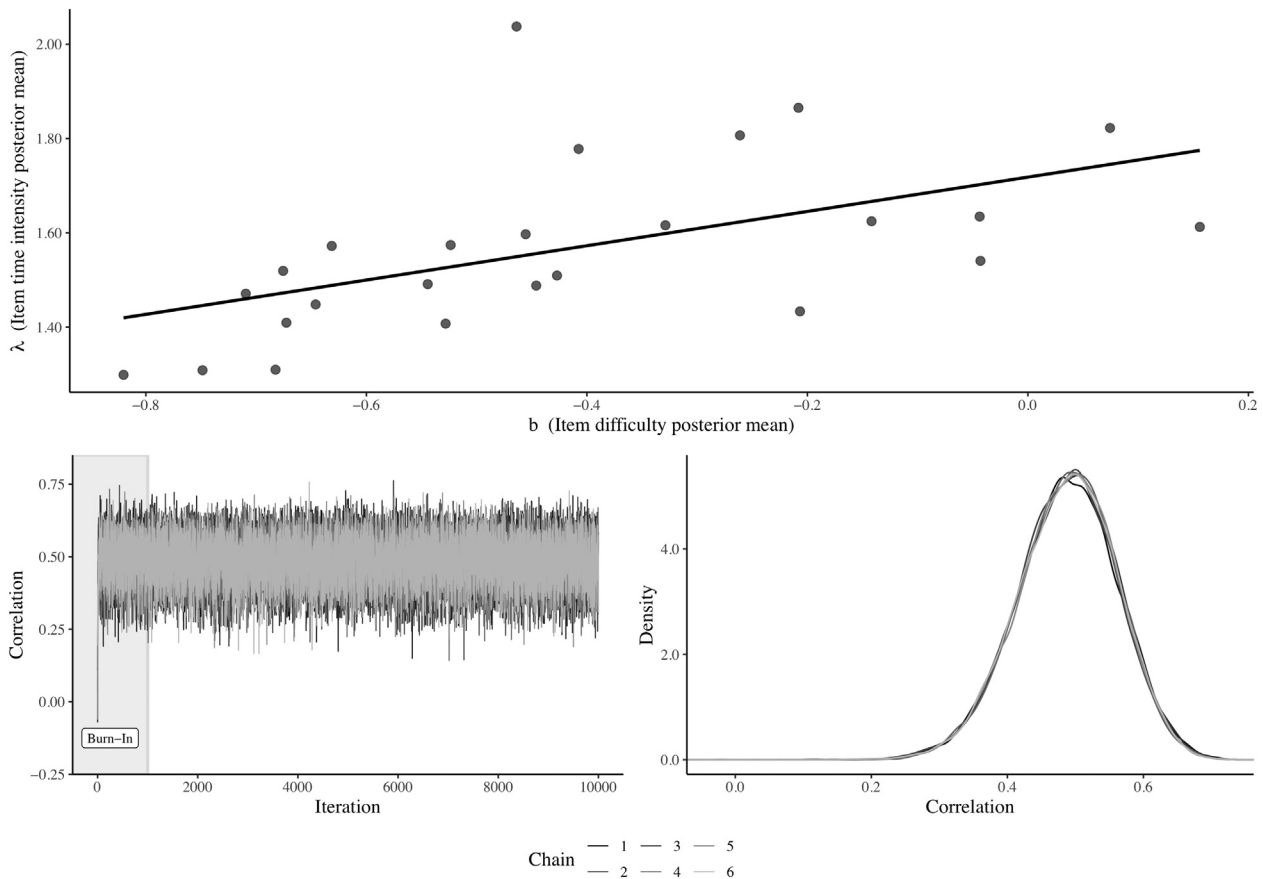 2.00
1.80
1.60
1.40
λ (Item time intensity posterior mean)
−0.8 −0.6 −0.4 −0.2 0.0 0.2
b (Item difficulty posterior mean)
0.75
0.50
0.25
0.00
−0.25
Correlation
Burn−In
0 2000 4000 6000 8000 10000
Iteration
4.0
2.0
0.0
Density
0.0 0.2 0.4 0.6
Correlation
Chain
1 3 5
2 4 6